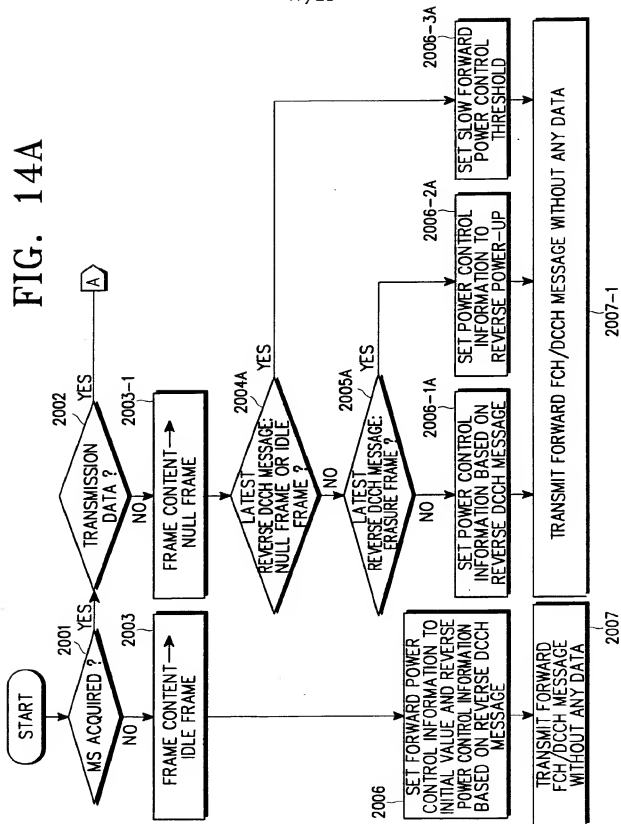 FIG. 14A
START
2001
MS ACQUIRED ?
YES
NO
2002
TRANSMISSION
DATA ?
YES
A
NO
2003
FRAME CONTENT→
IDLE FRAME
2003-1
FRAME CONTENT→
NULL FRAME
2004A
LATEST
REVERSE DCCH MESSAGE:
NULL FRAME OR IDLE
FRAME ?
YES
NO
2005A
LATEST
REVERSE DCCH MESSAGE:
ERASURE FRAME ?
YES
NO
2006
SET FORWARD POWER
CONTROL INFORMATION TO
INITIAL VALUE AND REVERSE
POWER CONTROL INFORMATION
BASED ON REVERSE DCCH
MESSAGE
2006-1A
SET POWER CONTROL
INFORMATION BASED ON
REVERSE DCCH MESSAGE
2006-2A
SET POWER CONTROL
INFORMATION TO
REVERSE POWER-UP
2006-3A
SET SLOW FORWARD
POWER CONTROL
THRESHOLD
TRANSMIT FORWARD
FCH/DCCH MESSAGE
WITHOUT ANY DATA
2007
TRANSMIT FORWARD FCH/DCCH MESSAGE WITHOUT ANY DATA
2007-1